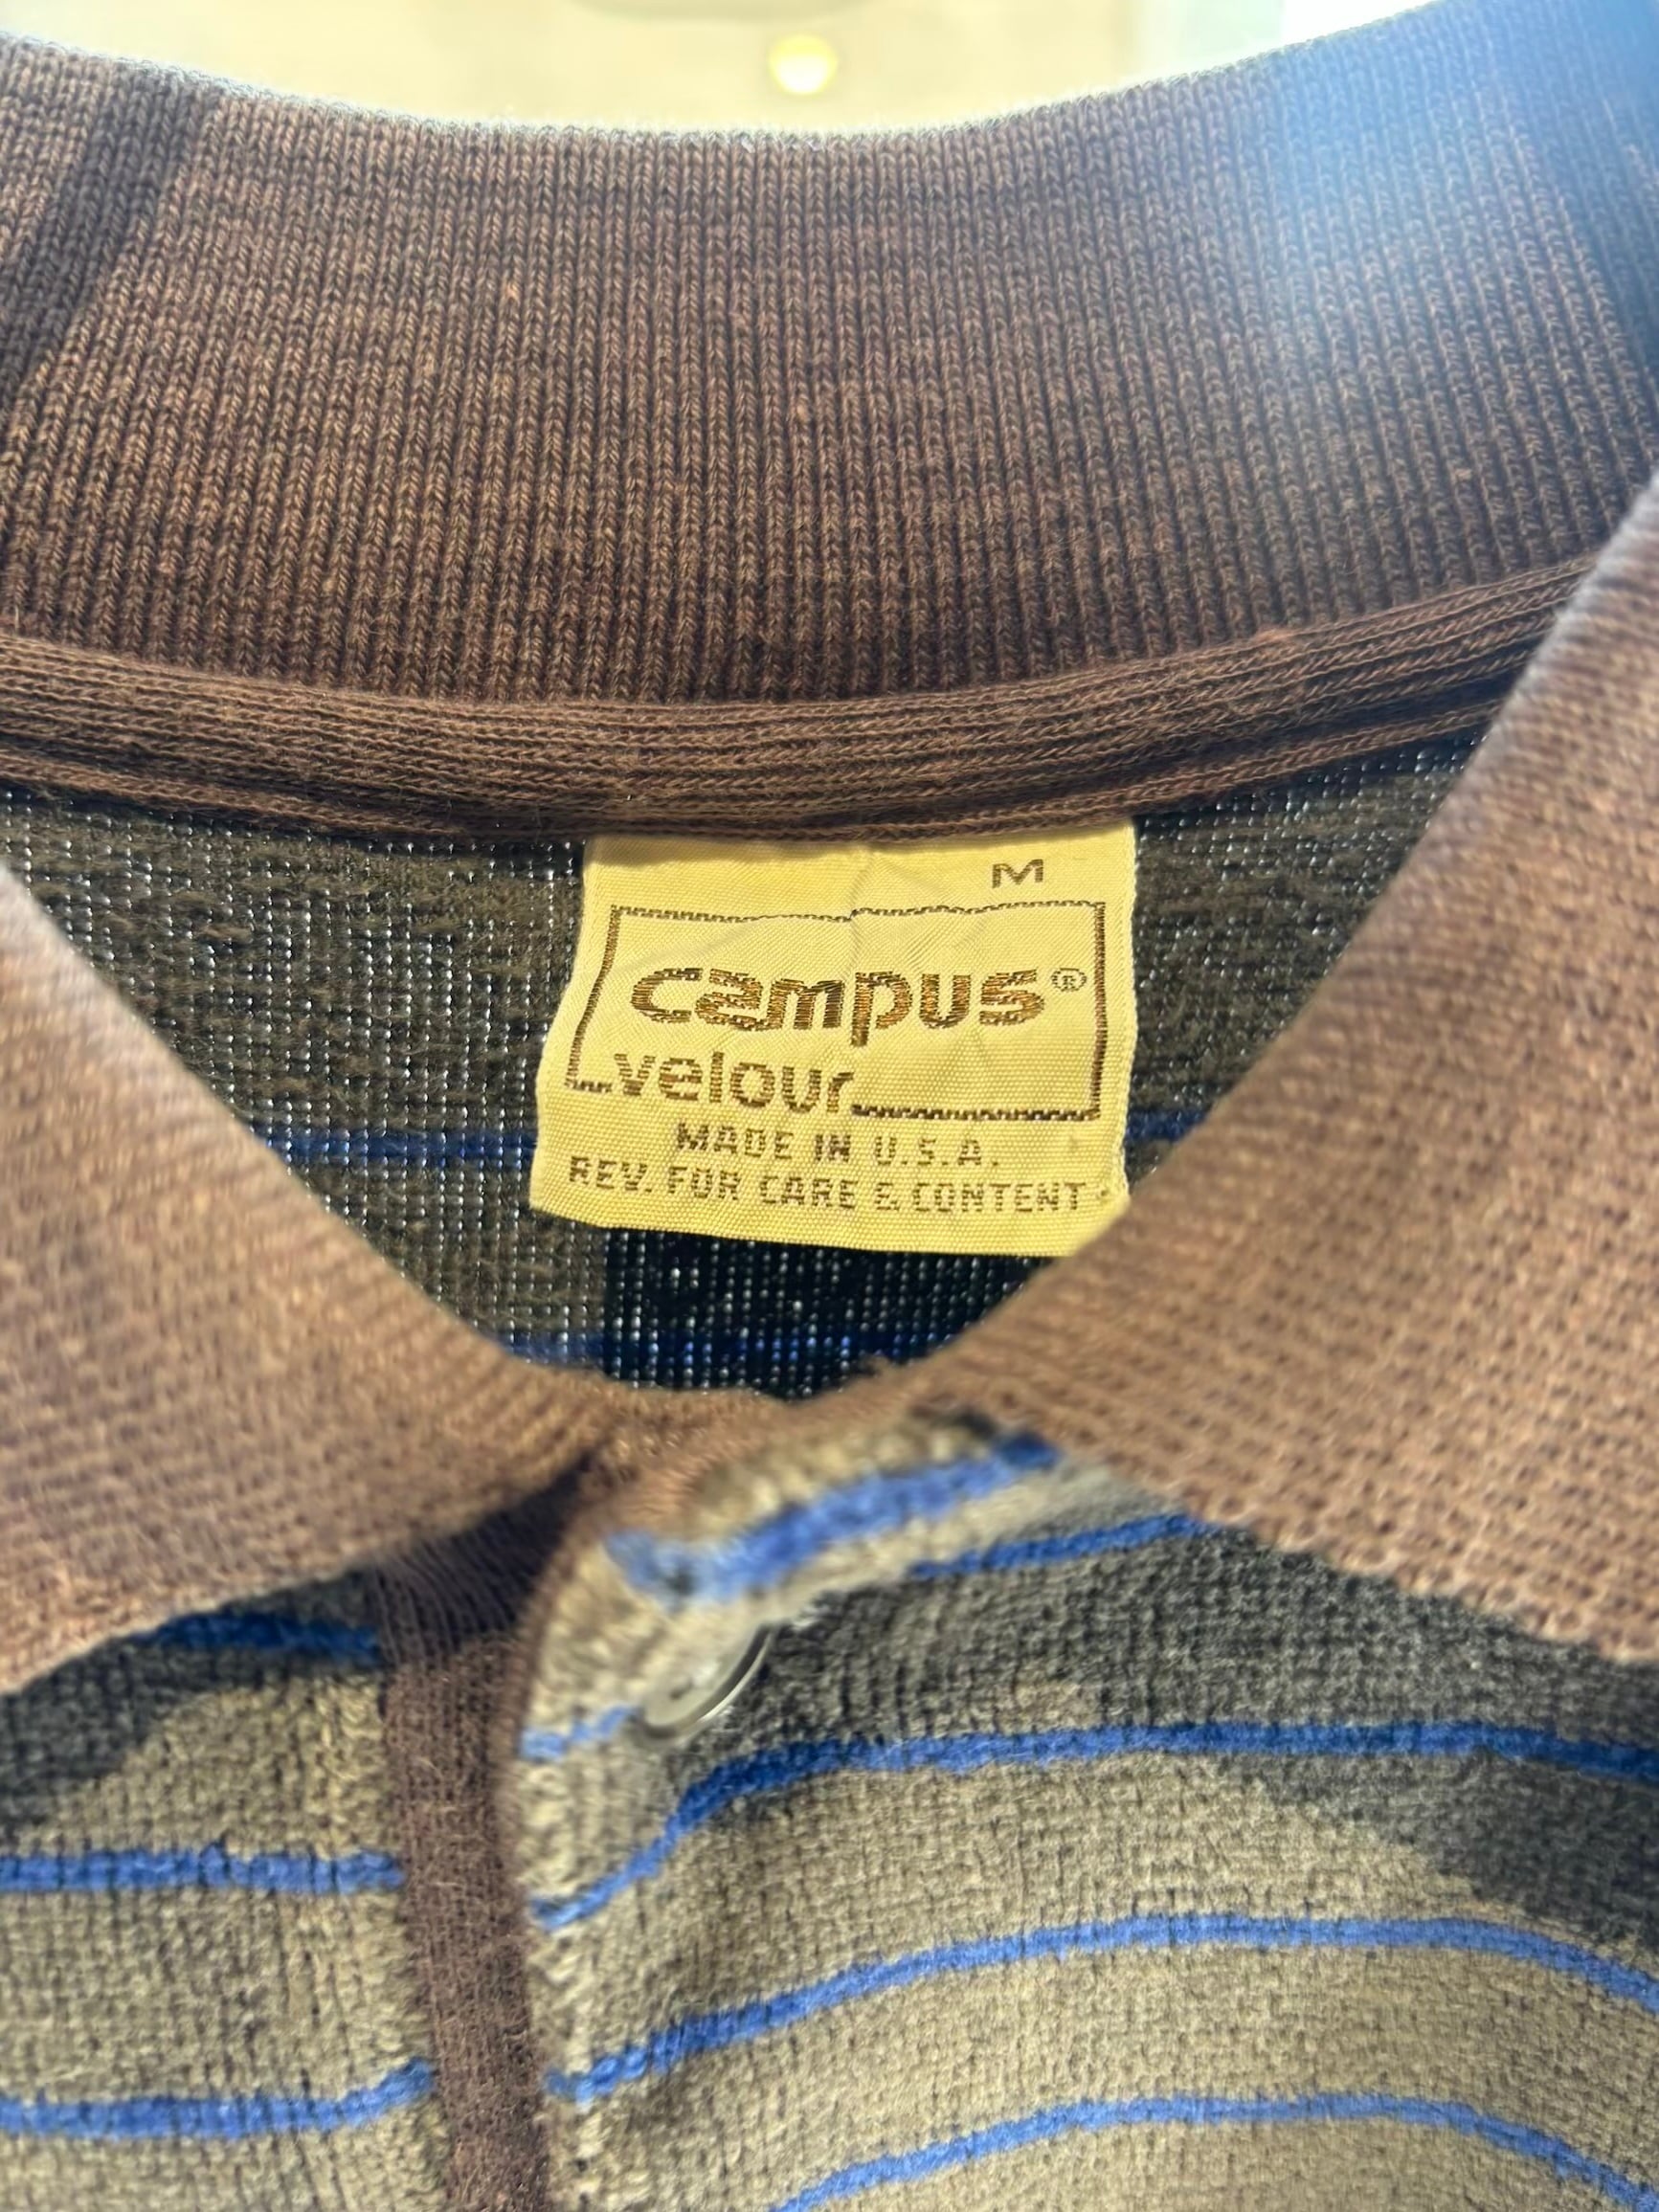 M
campus®
velour
MADE IN U.S.A.
REV. FOR CARE & CONTENT